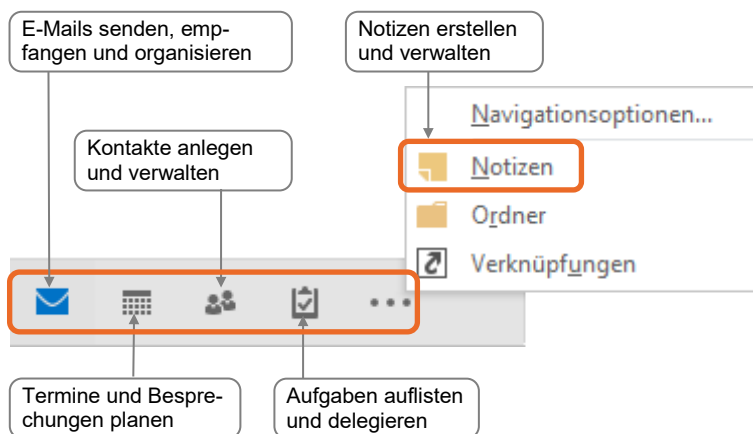 E-Mails senden, emp-
fangen und organisieren
Notizen erstellen
und verwalten
Navigationsoptionen...
Kontakte anlegen
und verwalten
Notizen
Ordner
Verknüpfungen
Termine und Bespre-
chungen planen
Aufgaben auflisten
und delegieren